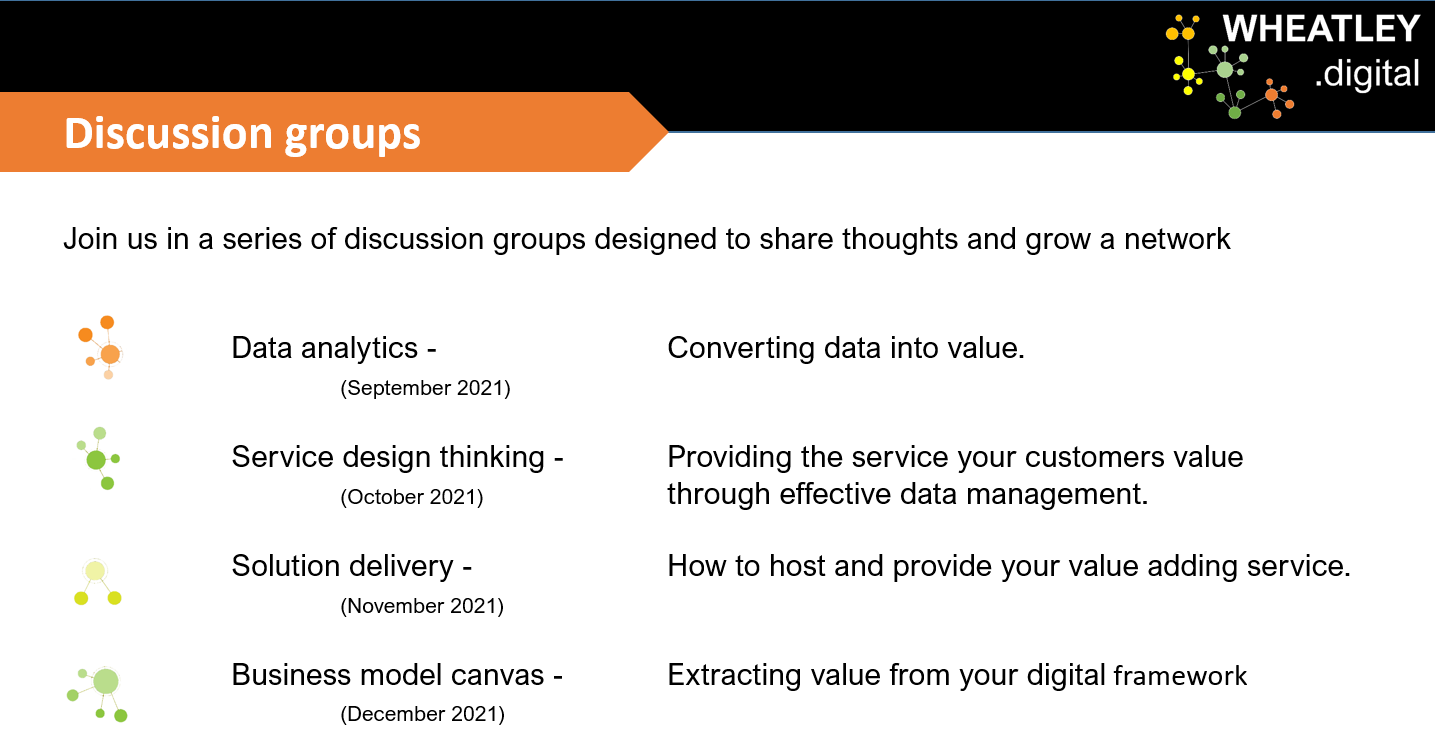 WHEATLEY
.digital
Discussion groups
Join us in a series of discussion groups designed to share thoughts and grow a network
Data analytics - Converting data into value.
(September 2021)
Service design thinking - Providing the service your customers value
(October 2021) through effective data management.
Solution delivery - How to host and provide your value adding service.
(November 2021)
Business model canvas - Extracting value from your digital framework
(December 2021)